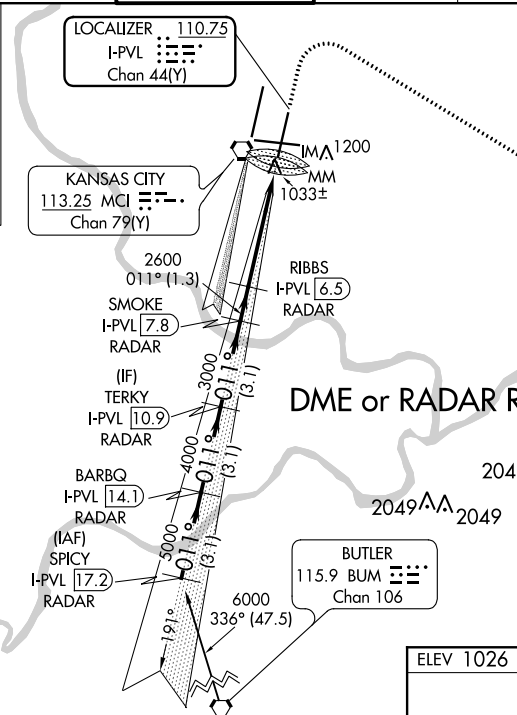 LOCALIZER 110.75
I-PVL
Chan 44(Y)
IM
1200
MM
1033±
KANSAS CITY
113.25 MCI
Chan 79(Y)
2600
011° (1.3)
RIBBS
I-PVL 6.5
RADAR
SMOKE
I-PVL 7.8
RADAR
3000
011°
(3.1)
(IF)
TERKY
I-PVL 10.9
RADAR
DME or RADAR R
4000
011°
(3.1)
BARBQ
I-PVL 14.1
RADAR
204
2049
2049
(IAF)
SPICY
I-PVL 17.2
RADAR
5000
011°
(3.1)
BUTLER
115.9 BUM
Chan 106
6000
336° (47.5)
191°
ELEV 1026